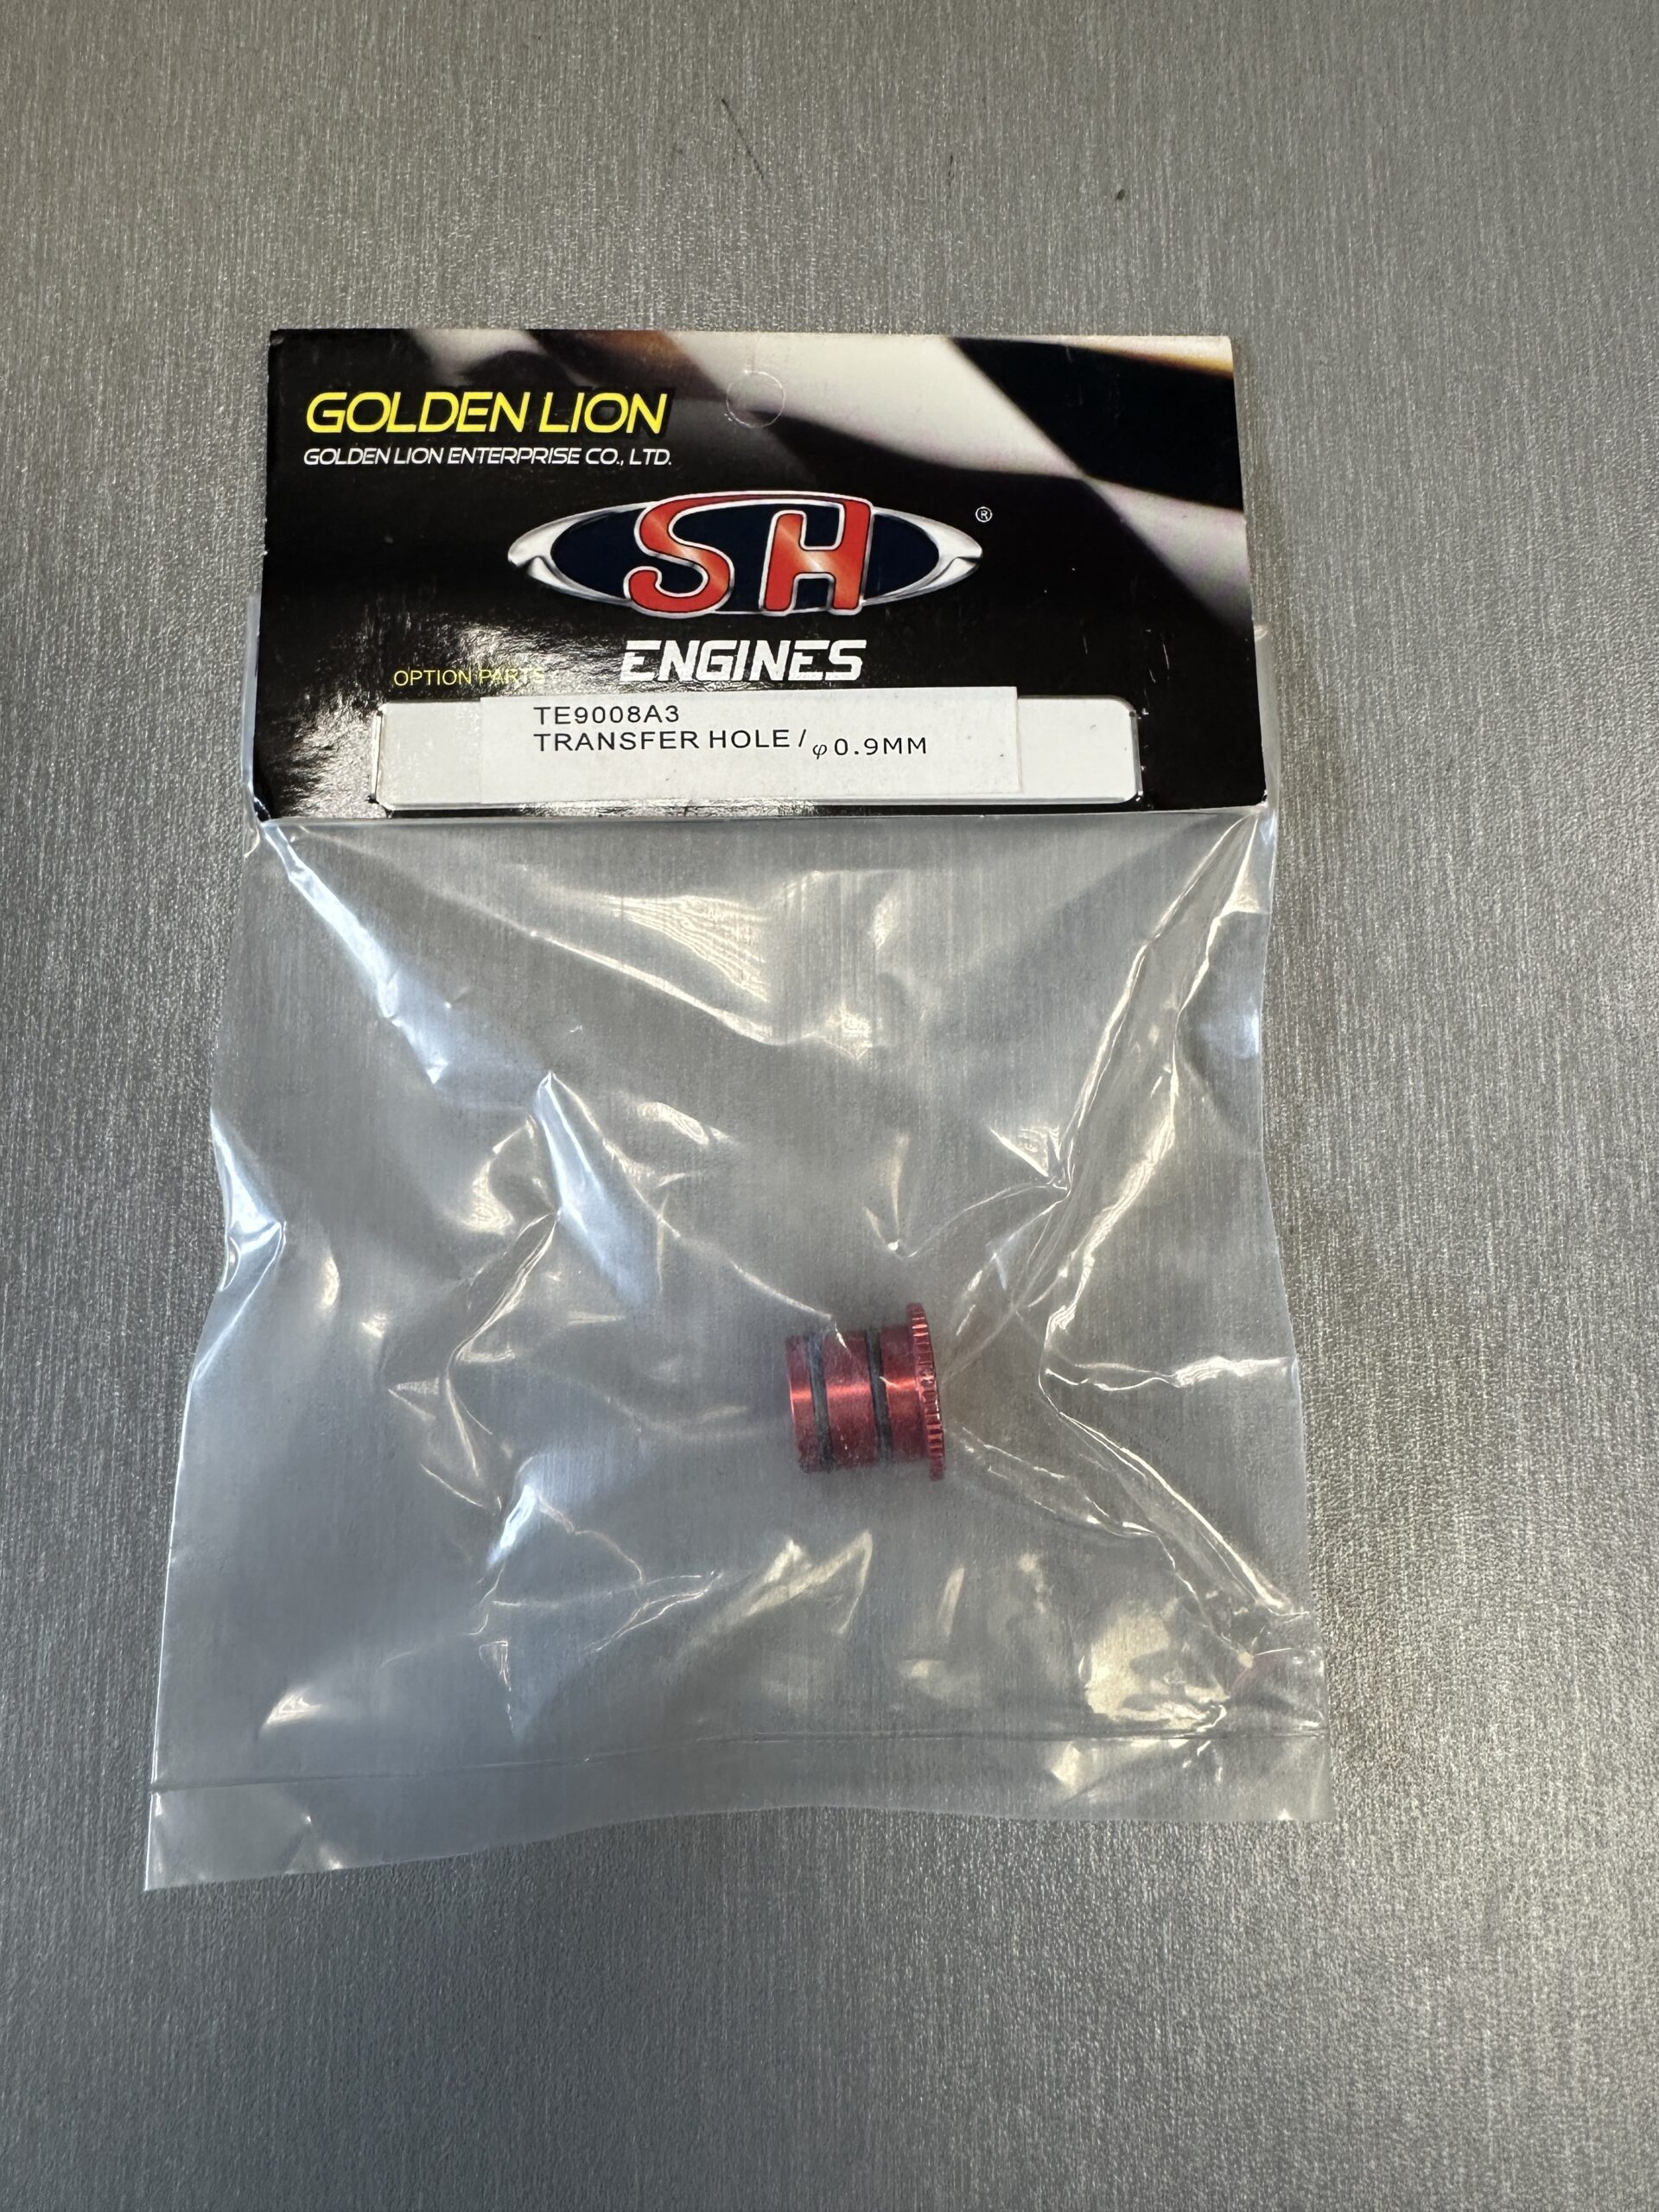 GOLDEN LION
GOLDEN LION ENTERPRISE CO., LTD.
SH ®
ENGINES
OPTION PARTS
TE9008A3
TRANSFER HOLE / φ0.9MM